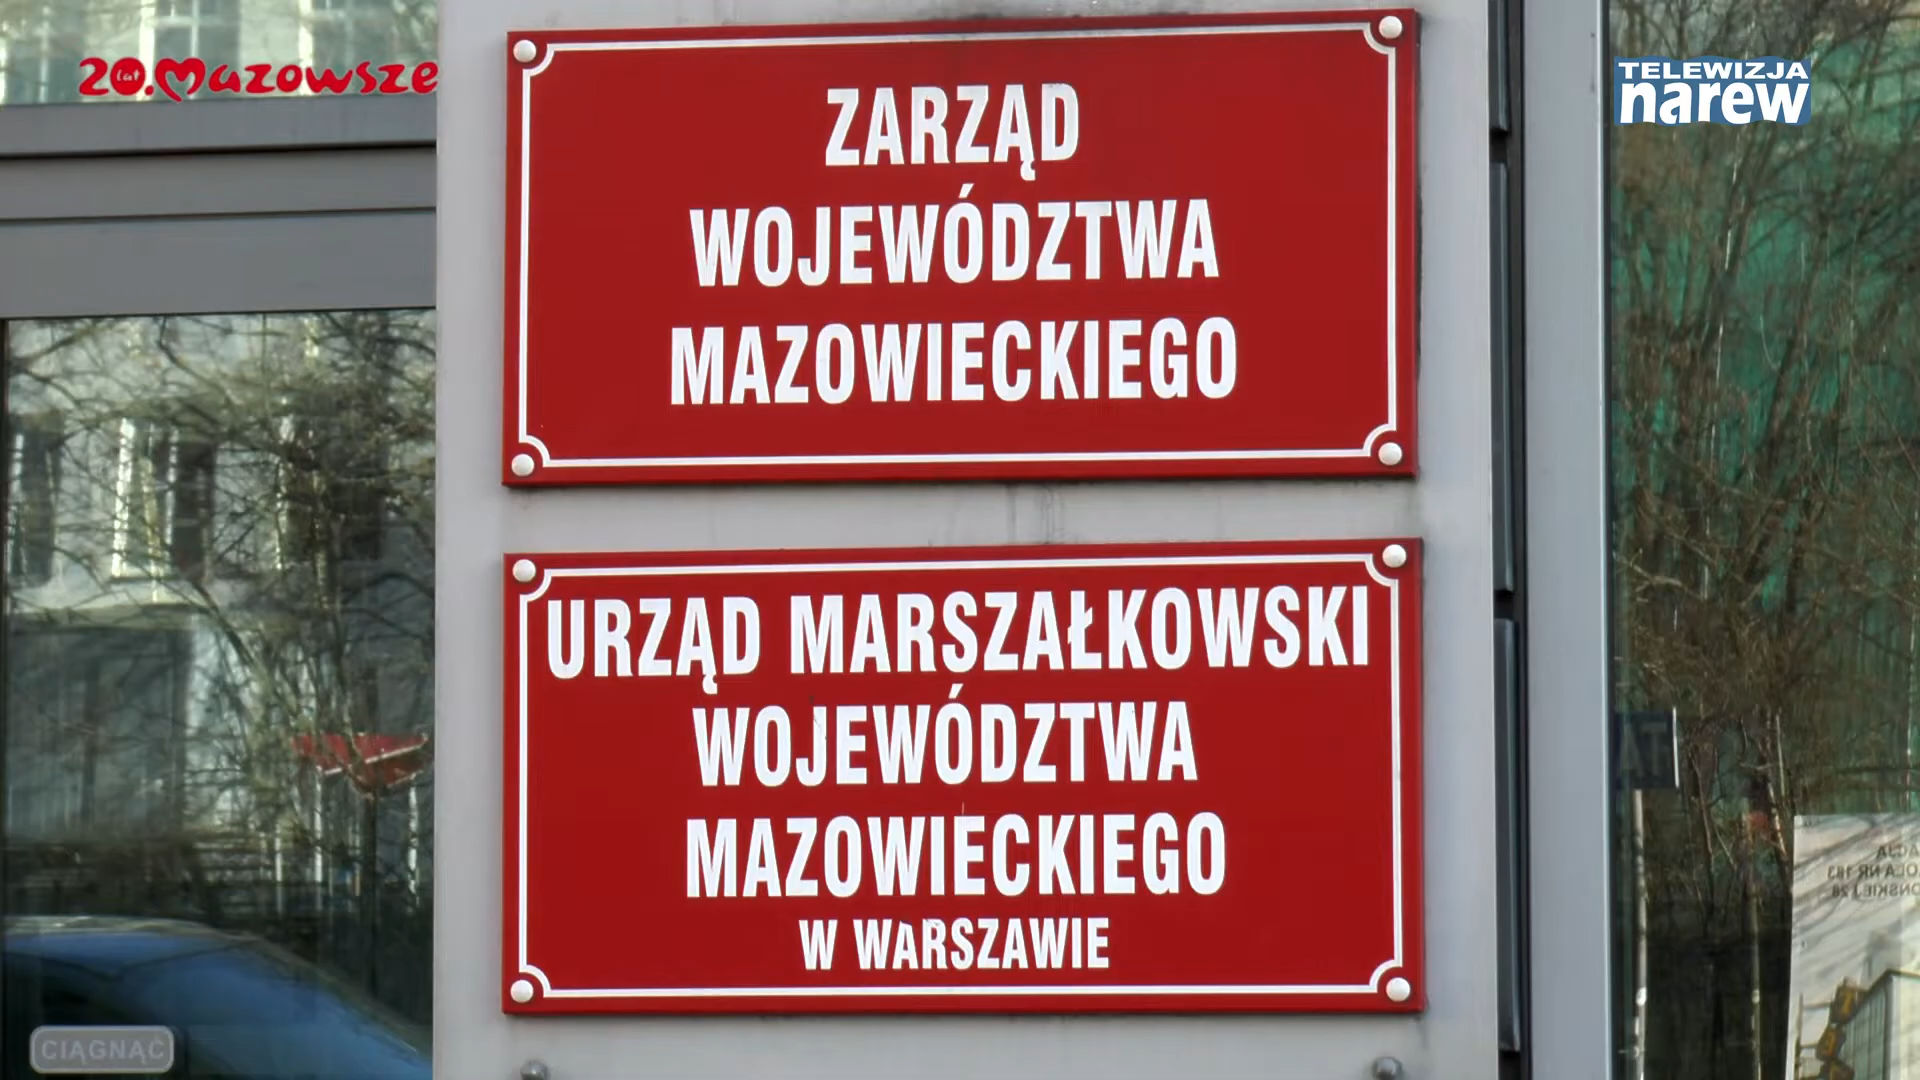 20 lat. Mazowsze
TELEWIZJA
narew
ZARZĄD
WOJEWÓDZTWA
MAZOWIECKIEGO
URZĄD MARSZAŁKOWSKI
WOJEWÓDZTWA
MAZOWIECKIEGO
W WARSZAWIE
CIĄGNĄĆ